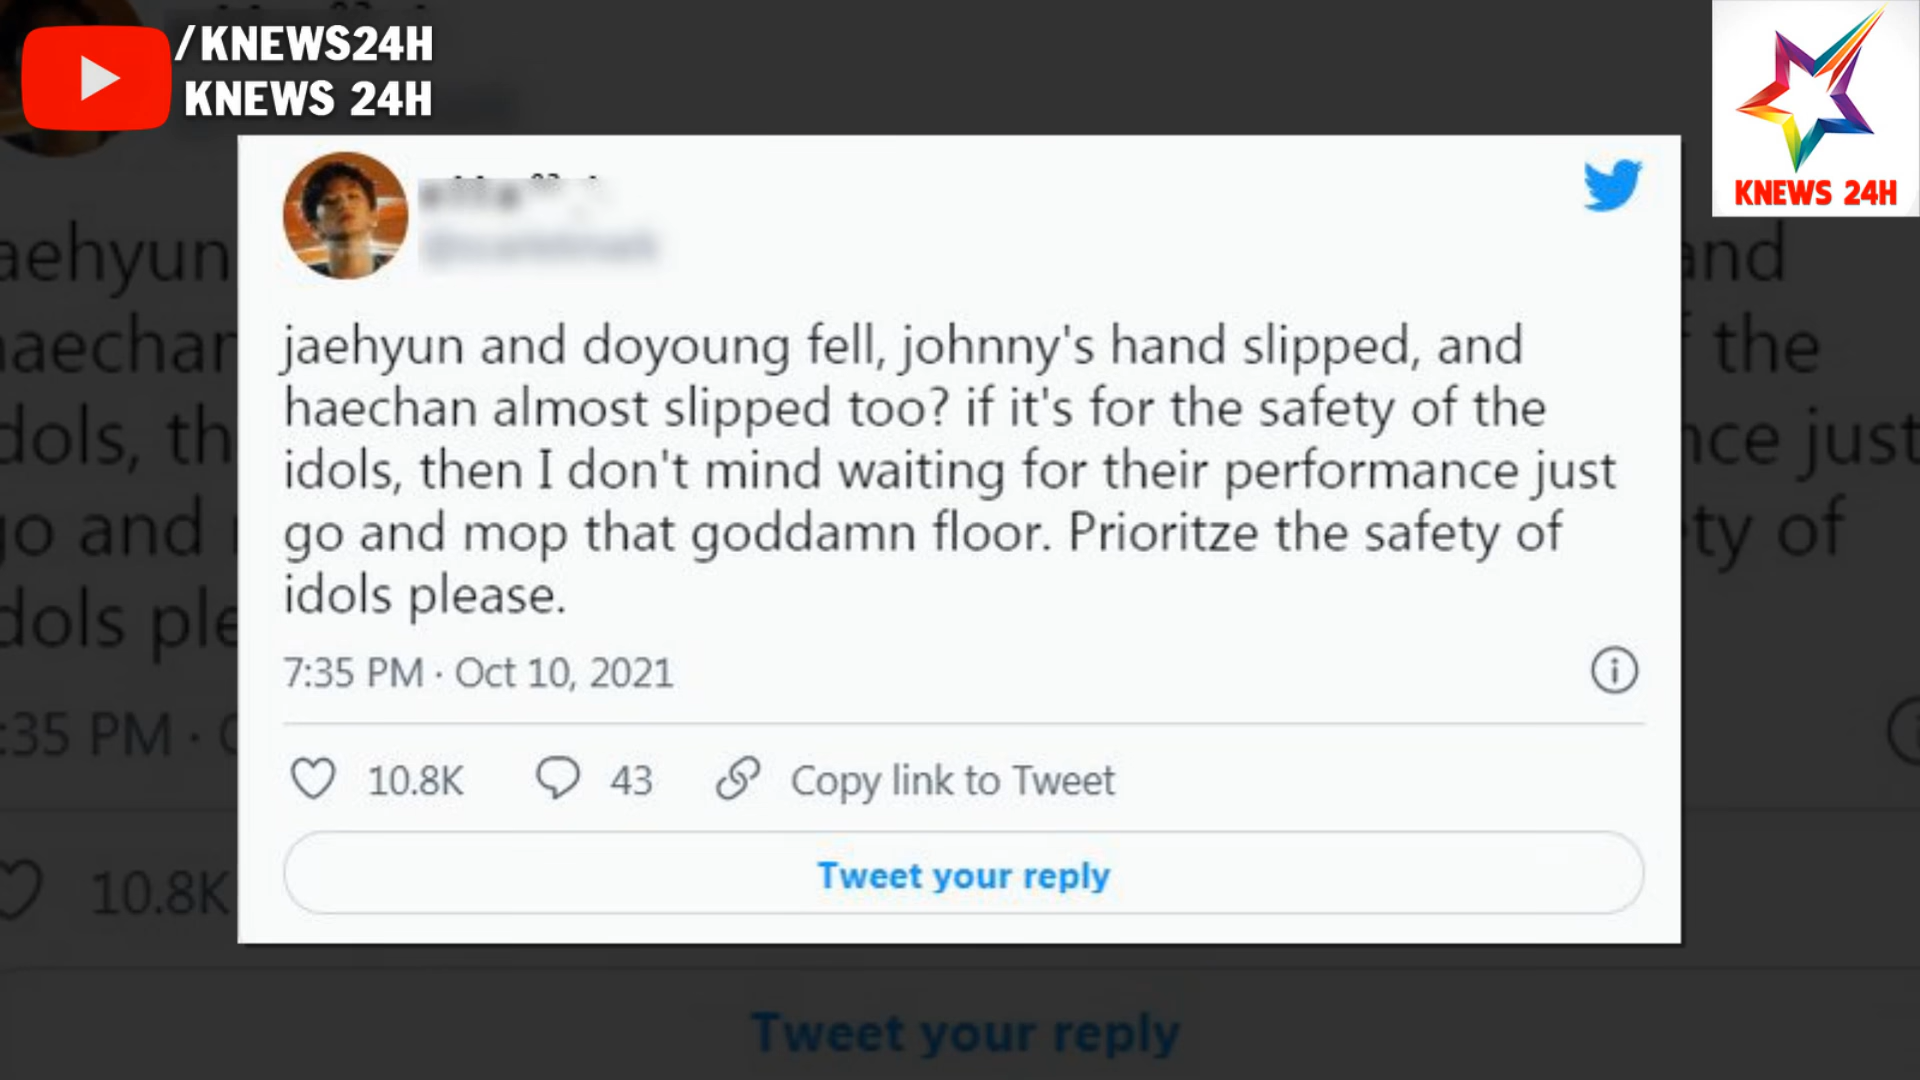 /KNEWS24H
KNEWS 24H
KNEWS 24H
jaehyun and doyoung fell, johnny's hand slipped, and
haechan almost slipped too? if it's for the safety of the
idols, then I don't mind waiting for their performance just
go and mop that goddamn floor. Prioritze the safety of
idols please.
7:35 PM · Oct 10, 2021
10.8K 43 Copy link to Tweet
Tweet your reply
Tweet your reply